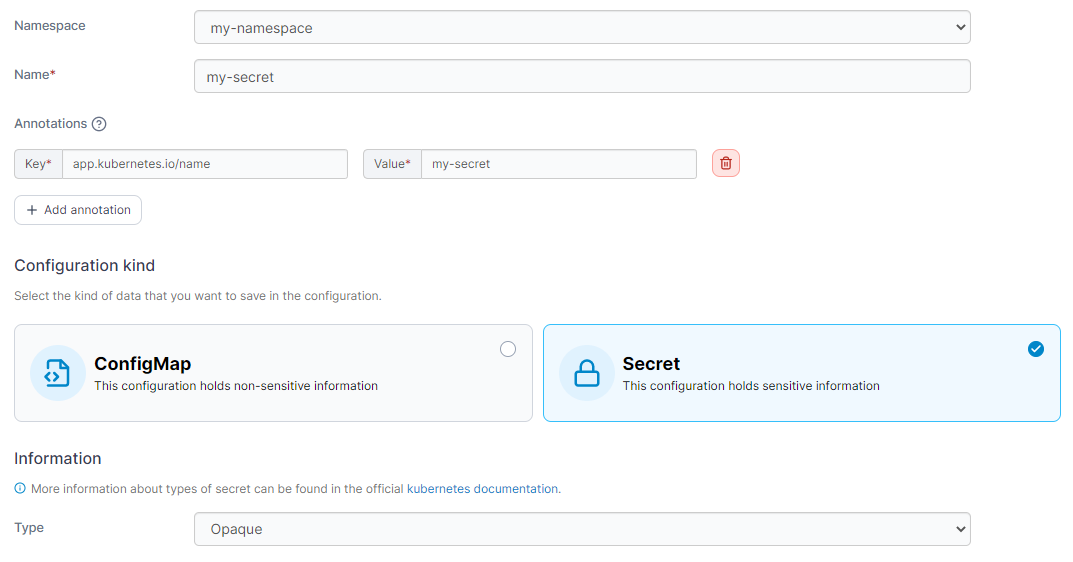 Namespace
my-namespace
Name*
my-secret
Annotations
Key* app.kubernetes.io/name Value* my-secret
Add annotation
Configuration kind
Select the kind of data that you want to save in the configuration.
ConfigMap
This configuration holds non-sensitive information
Secret
This configuration holds sensitive information
Information
More information about types of secret can be found in the official kubernetes documentation.
Type
Opaque